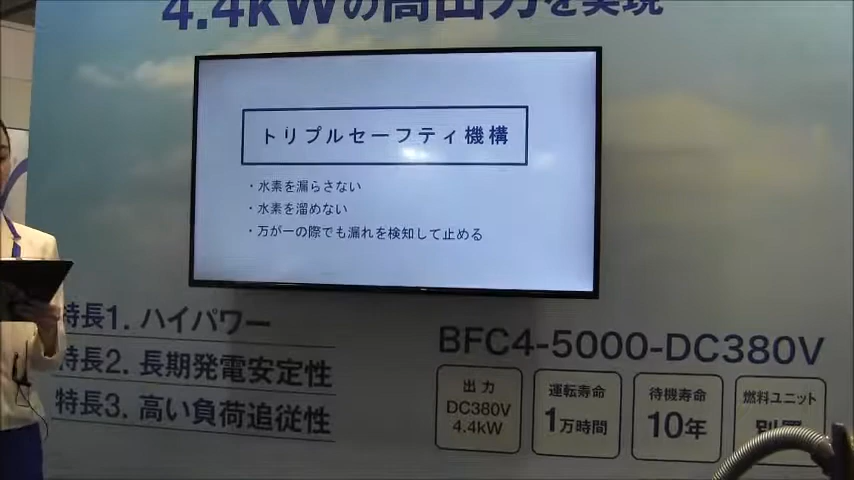 4.4kWの高出力を実現
トリプルセーフティ機構
・水素を漏らさない
・水素を溜めない
・万が一の際でも漏れを検知して止める
特長1. ハイパワー
特長2. 長期発電安定性
特長3. 高い負荷追従性
BFC4-5000-DC380V
出力
DC380V
4.4kW
運転寿命
1万時間
待機寿命
10年
燃料ユニット
別置